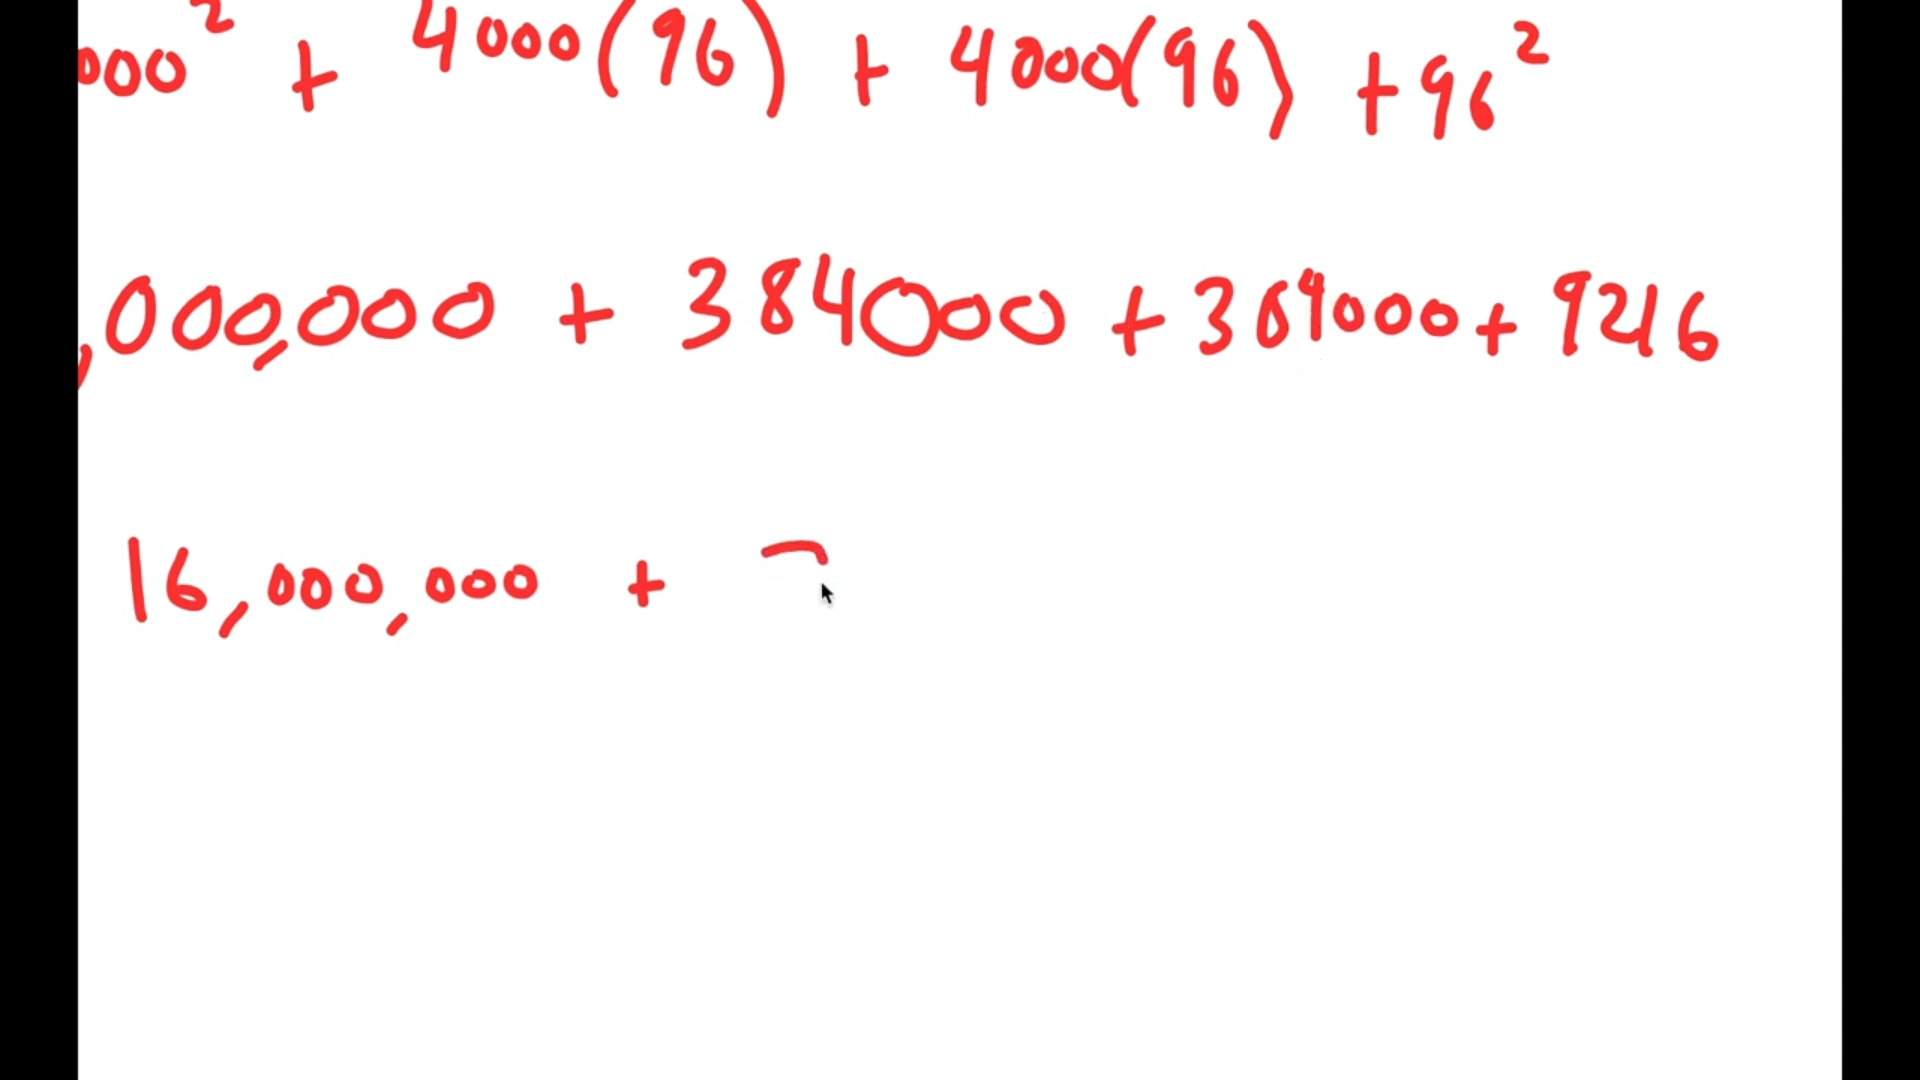 000² + 4000(96) + 4000(96) + 96²
,000,000 + 384000 + 384000 + 9216
16,000,000 +